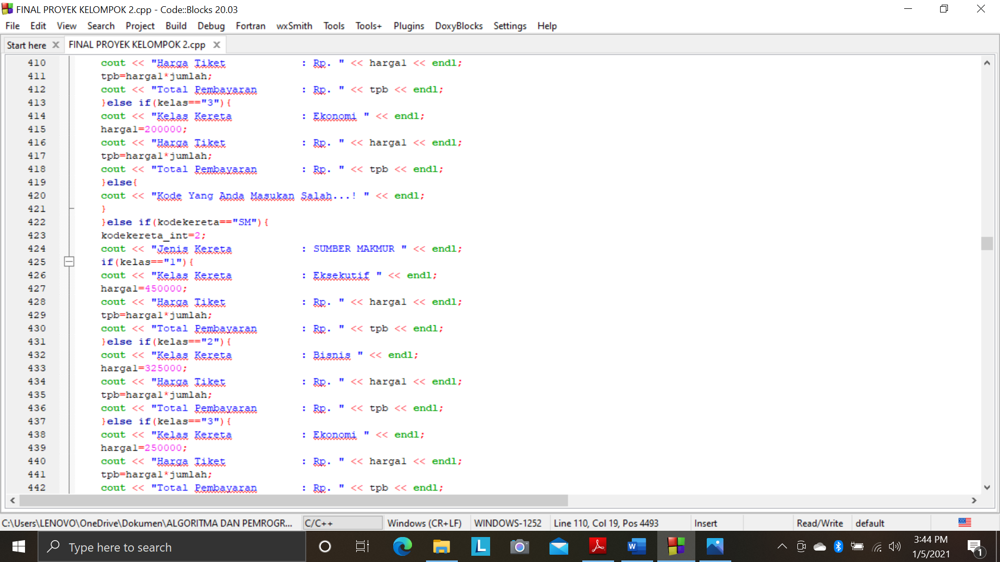 FINAL PROYEK KELOMPOK 2.cpp - Code::Blocks 20.03
File Edit View Search Project Build Debug Fortran wxSmith Tools Tools+ Plugins DoxyBlocks Settings Help
Start here FINAL PROYEK KELOMPOK 2.cpp
410 cout << "Harga Tiket : Rp. " << harga1 << endl;
411 tpb=harga1*jumlah;
412 cout << "Total Pembayaran : Rp. " << tpb << endl;
413 }else if(kelas=="3"){
414 cout << "Kelas Kereta : Ekonomi " << endl;
415 harga1=200000;
416 cout << "Harga Tiket : Rp. " << harga1 << endl;
417 tpb=harga1*jumlah;
418 cout << "Total Pembayaran : Rp. " << tpb << endl;
419 }else{
420 cout << "Kode Yang Anda Masukan Salah...! " << endl;
421 }
422 }else if(kodekereta=="SM"){
423 kodekereta_int=2;
424 cout << "Jenis Kereta : SUMBER MAKMUR " << endl;
425 if(kelas=="1"){
426 cout << "Kelas Kereta : Eksekutif " << endl;
427 harga1=450000;
428 cout << "Harga Tiket : Rp. " << harga1 << endl;
429 tpb=harga1*jumlah;
430 cout << "Total Pembayaran : Rp. " << tpb << endl;
431 }else if(kelas=="2"){
432 cout << "Kelas Kereta : Bisnis " << endl;
433 harga1=325000;
434 cout << "Harga Tiket : Rp. " << harga1 << endl;
435 tpb=harga1*jumlah;
436 cout << "Total Pembayaran : Rp. " << tpb << endl;
437 }else if(kelas=="3"){
438 cout << "Kelas Kereta : Ekonomi " << endl;
439 harga1=250000;
440 cout << "Harga Tiket : Rp. " << harga1 << endl;
441 tpb=harga1*jumlah;
442 cout << "Total Pembayaran : Rp. " << tpb << endl;
C:\Users\LENOVO\OneDrive\Dokumen\ALGORITMA DAN PEMROGR... C/C++ Windows (CR+LF) WINDOWS-1252 Line 110, Col 19, Pos 4493 Insert Read/Write default
Type here to search
3:44 PM
1/5/2021
1